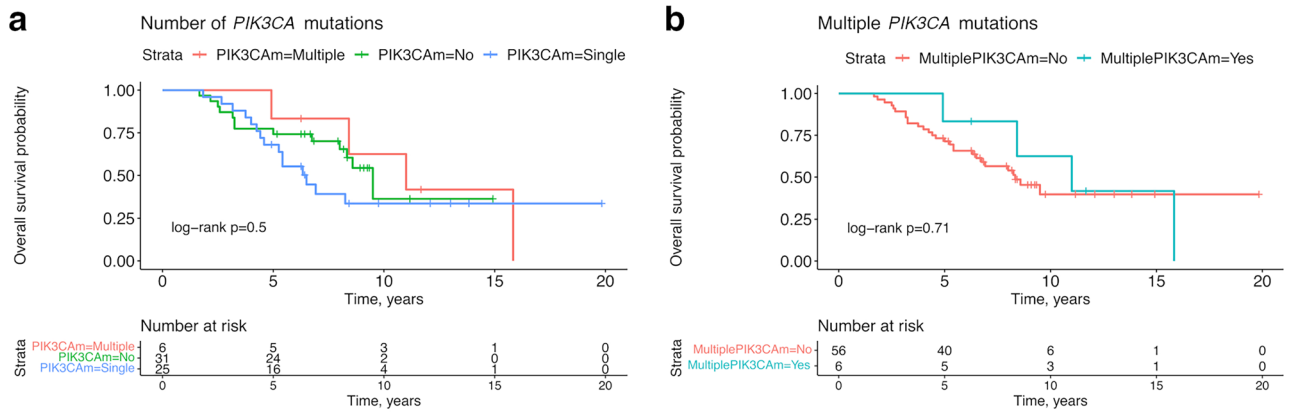 a
Number of PIK3CA mutations
Strata PIK3CAm=Multiple PIK3CAm=No PIK3CAm=Single
Overall survival probability
1.00
0.75
0.50
0.25
0.00
log-rank p=0.5
0 5 10 15 20
Time, years
Number at risk
Strata
PIK3CAm=Multiple 6 5 3 1 0
PIK3CAm=No 31 24 2 0 0
PIK3CAm=Single 25 16 4 1 0
0 5 10 15 20
Time, years
b
Multiple PIK3CA mutations
Strata MultiplePIK3CAm=No MultiplePIK3CAm=Yes
Overall survival probability
1.00
0.75
0.50
0.25
0.00
log-rank p=0.71
0 5 10 15 20
Time, years
Number at risk
Strata
MultiplePIK3CAm=No 56 40 6 1 0
MultiplePIK3CAm=Yes 6 5 3 1 0
0 5 10 15 20
Time, years